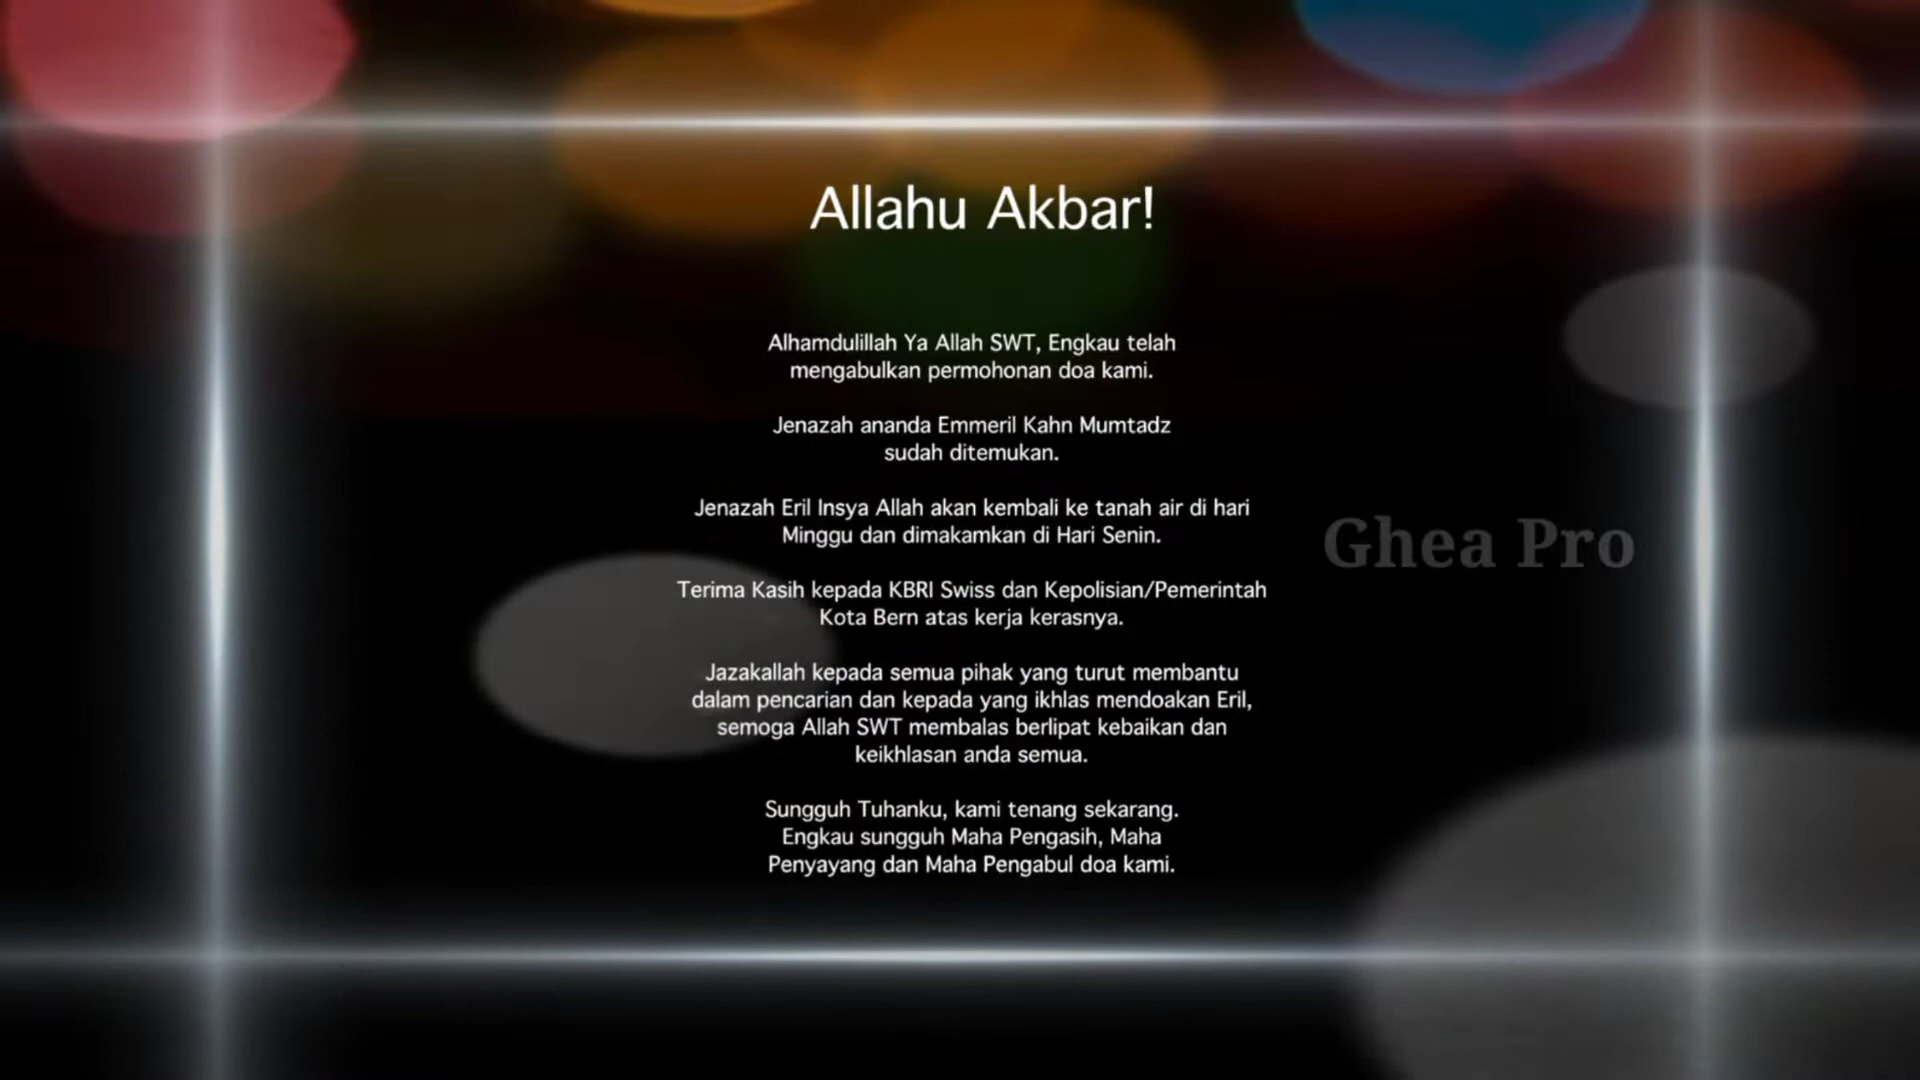 Allahu Akbar!
Alhamdulillah Ya Allah SWT, Engkau telah
mengabulkan permohonan doa kami.
Jenazah ananda Emmeril Kahn Mumtadz
sudah ditemukan.
Jenazah Eril Insya Allah akan kembali ke tanah air di hari
Minggu dan dimakamkan di Hari Senin.
Ghea Pro
Terima Kasih kepada KBRI Swiss dan Kepolisian/Pemerintah
Kota Bern atas kerja kerasnya.
Jazakallah kepada semua pihak yang turut membantu
dalam pencarian dan kepada yang ikhlas mendoakan Eril,
semoga Allah SWT membalas berlipat kebaikan dan
keikhlasan anda semua.
Sungguh Tuhanku, kami tenang sekarang.
Engkau sungguh Maha Pengasih, Maha
Penyayang dan Maha Pengabul doa kami.